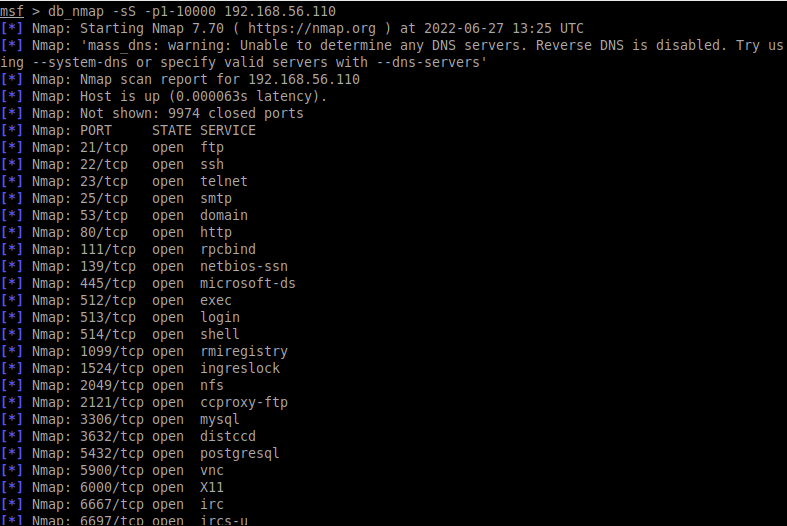 msf > db_nmap -sS -p1-10000 192.168.56.110
[*] Nmap: Starting Nmap 7.70 ( https://nmap.org ) at 2022-06-27 13:25 UTC
[*] Nmap: 'mass_dns: warning: Unable to determine any DNS servers. Reverse DNS is disabled. Try us
ing --system-dns or specify valid servers with --dns-servers'
[*] Nmap: Nmap scan report for 192.168.56.110
[*] Nmap: Host is up (0.000063s latency).
[*] Nmap: Not shown: 9974 closed ports
[*] Nmap: PORT     STATE SERVICE
[*] Nmap: 21/tcp   open  ftp
[*] Nmap: 22/tcp   open  ssh
[*] Nmap: 23/tcp   open  telnet
[*] Nmap: 25/tcp   open  smtp
[*] Nmap: 53/tcp   open  domain
[*] Nmap: 80/tcp   open  http
[*] Nmap: 111/tcp  open  rpcbind
[*] Nmap: 139/tcp  open  netbios-ssn
[*] Nmap: 445/tcp  open  microsoft-ds
[*] Nmap: 512/tcp  open  exec
[*] Nmap: 513/tcp  open  login
[*] Nmap: 514/tcp  open  shell
[*] Nmap: 1099/tcp open  rmiregistry
[*] Nmap: 1524/tcp open  ingreslock
[*] Nmap: 2049/tcp open  nfs
[*] Nmap: 2121/tcp open  ccproxy-ftp
[*] Nmap: 3306/tcp open  mysql
[*] Nmap: 3632/tcp open  distccd
[*] Nmap: 5432/tcp open  postgresql
[*] Nmap: 5900/tcp open  vnc
[*] Nmap: 6000/tcp open  X11
[*] Nmap: 6667/tcp open  irc
[*] Nmap: 6697/tcp open  ircs-u